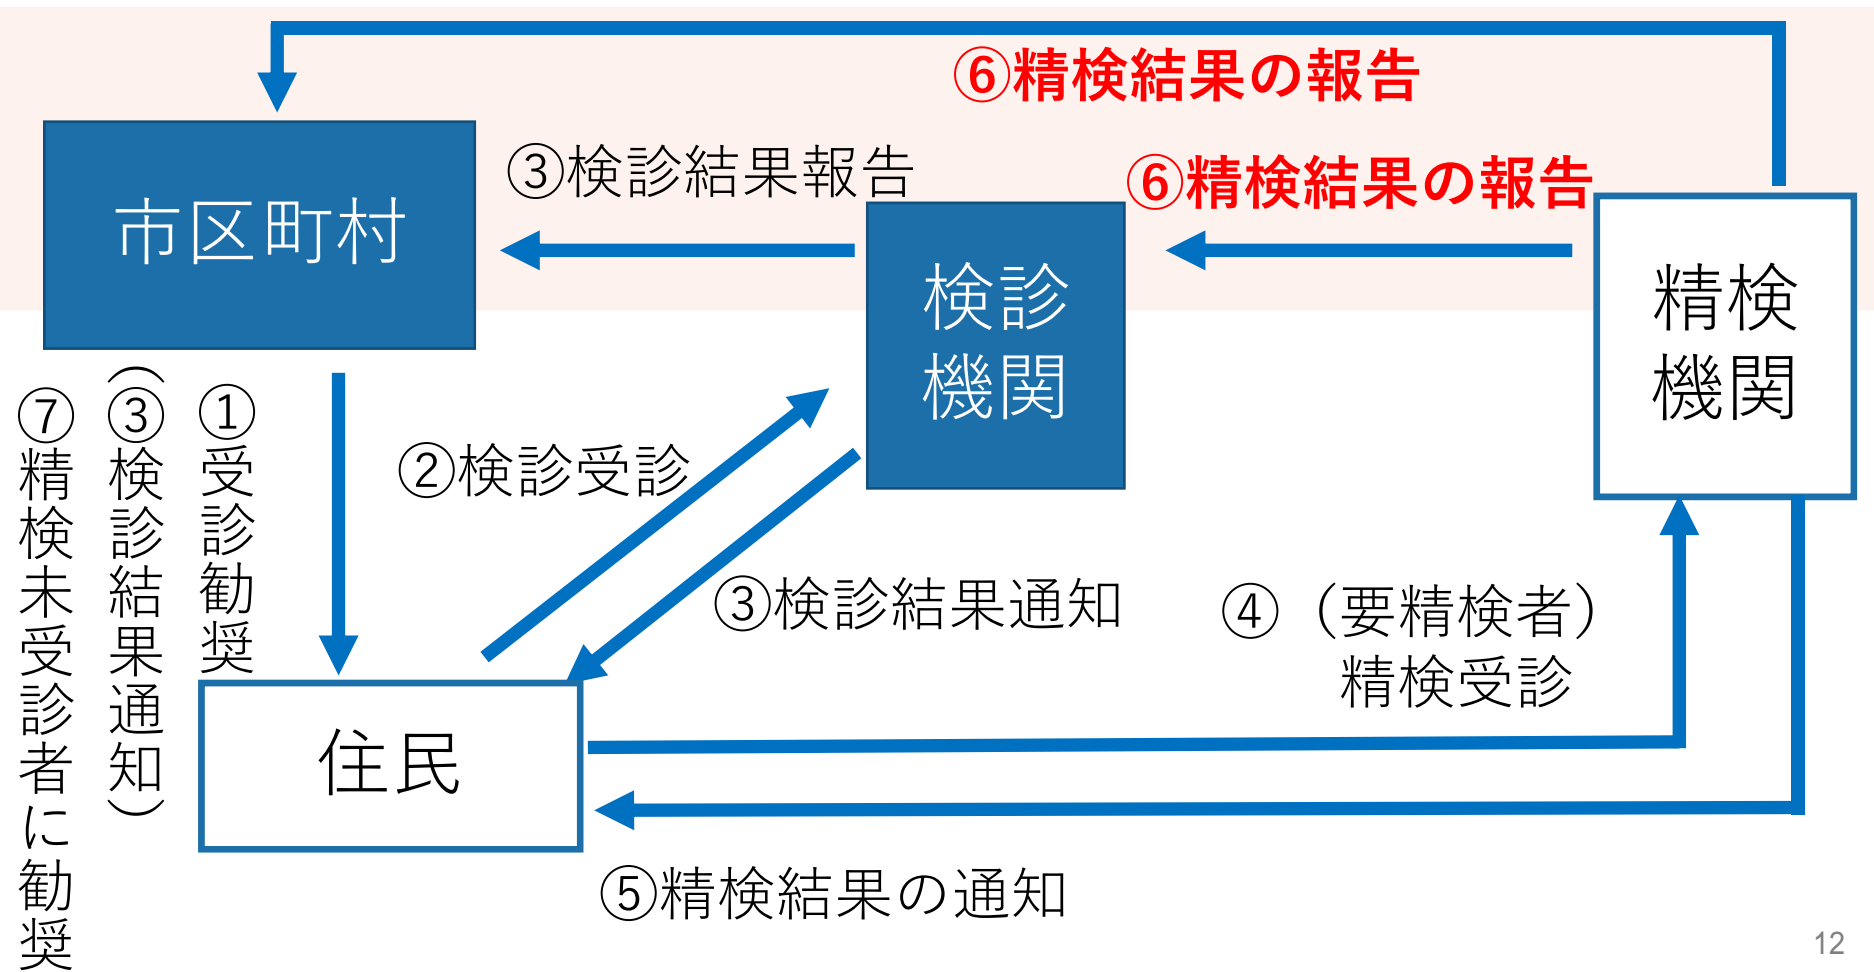 ⑥精検結果の報告
③検診結果報告
⑥精検結果の報告
市区町村
検診
機関
精検
機関
①受診勧奨
(③検診結果通知)
⑦精検未受診者に勧奨
②検診受診
③検診結果通知
④（要精検者）
精検受診
住民
⑤精検結果の通知
12